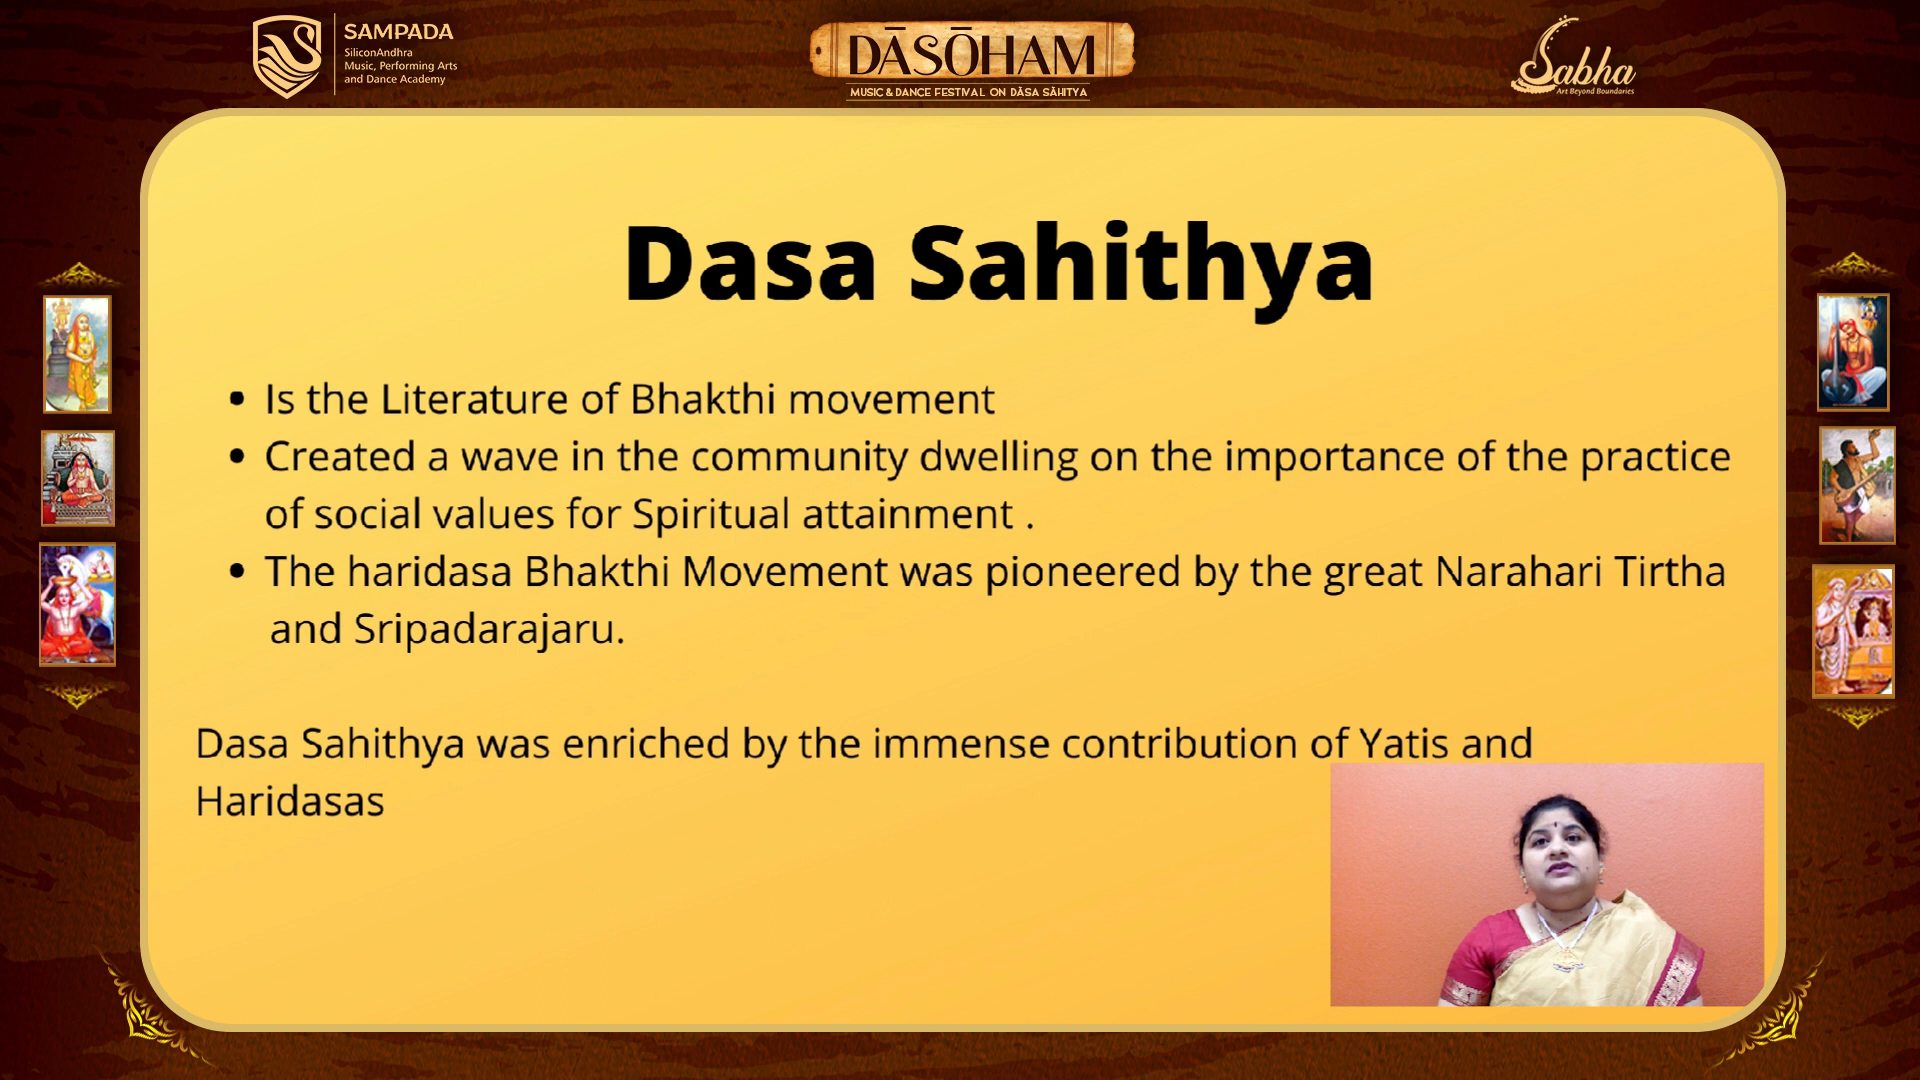 SAMPADA
SiliconAndhra
Music, Performing Arts
and Dance Academy
DĀSŌHAM
MUSIC & DANCE FESTIVAL ON DĀSA SĀHITYA
Sabha
Art Beyond Boundaries
Dasa Sahithya
• Is the Literature of Bhakthi movement
• Created a wave in the community dwelling on the importance of the practice
of social values for Spiritual attainment .
• The haridasa Bhakthi Movement was pioneered by the great Narahari Tirtha
and Sripadarajaru.
Dasa Sahithya was enriched by the immense contribution of Yatis and
Haridasas